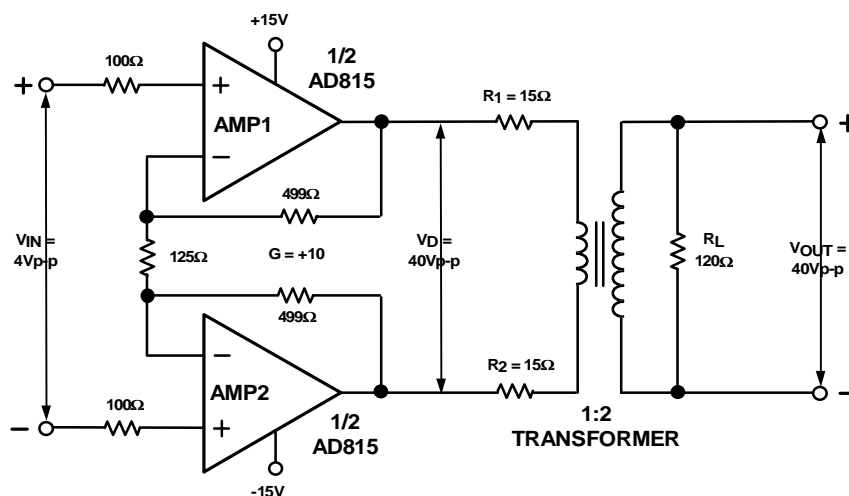 +15V
100Ω
1/2
AD815
+
+
AMP1
−
R1 = 15Ω
+
499Ω
VIN =
4Vp-p
125Ω
G = +10
VD =
40Vp-p
RL
120Ω
VOUT =
40Vp-p
499Ω
−
R2 = 15Ω
AMP2
100Ω
−
+
1/2
AD815
−
1:2
TRANSFORMER
-15V